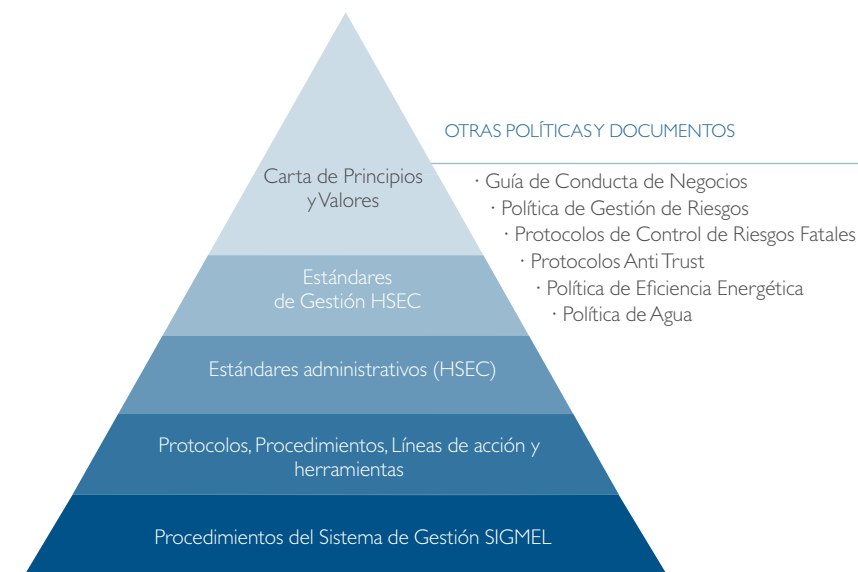 OTRAS POLÍTICAS Y DOCUMENTOS
Carta de Principios
y Valores
· Guía de Conducta de Negocios
· Política de Gestión de Riesgos
· Protocolos de Control de Riesgos Fatales
· Protocolos Anti Trust
· Política de Eficiencia Energética
· Política de Agua
Estándares
de Gestión HSEC
Estándares administrativos (HSEC)
Protocolos, Procedimientos, Líneas de acción y
herramientas
Procedimientos del Sistema de Gestión SIGMEL